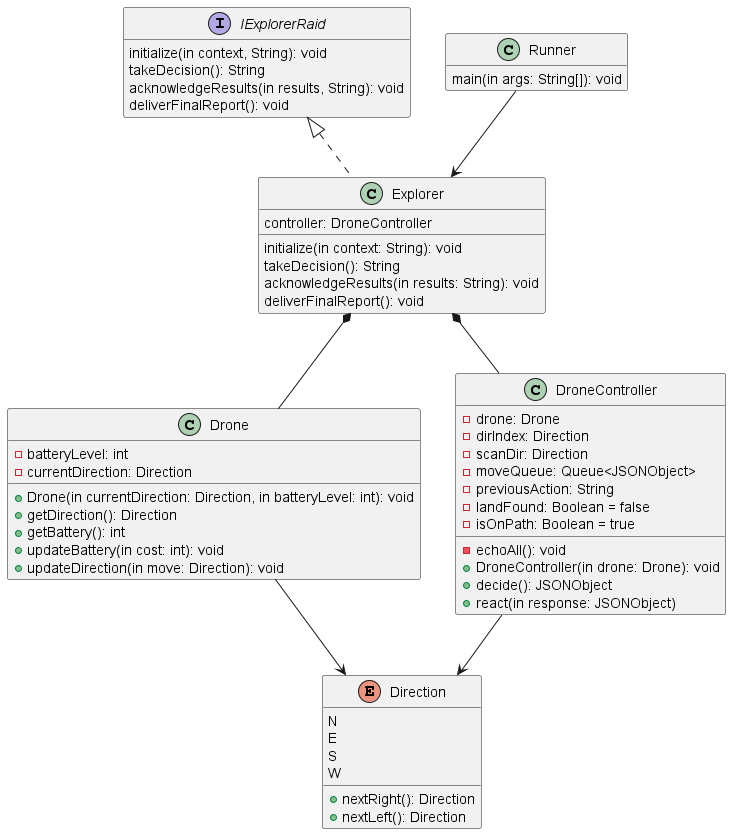 I IExplorerRaid
initialize(in context, String): void
takeDecision(): String
acknowledgeResults(in results, String): void
deliverFinalReport(): void
C Runner
main(in args: String[]): void
C Explorer
controller: DroneController
initialize(in context: String): void
takeDecision(): String
acknowledgeResults(in results: String): void
deliverFinalReport(): void
C Drone
batteryLevel: int
currentDirection: Direction
Drone(in currentDirection: Direction, in batteryLevel: int): void
getDirection(): Direction
getBattery(): int
updateBattery(in cost: int): void
updateDirection(in move: Direction): void
C DroneController
drone: Drone
dirIndex: Direction
scanDir: Direction
moveQueue: Queue<JSONObject>
previousAction: String
landFound: Boolean = false
isOnPath: Boolean = true
echoAll(): void
DroneController(in drone: Drone): void
decide(): JSONObject
react(in response: JSONObject)
E Direction
N
E
S
W
nextRight(): Direction
nextLeft(): Direction